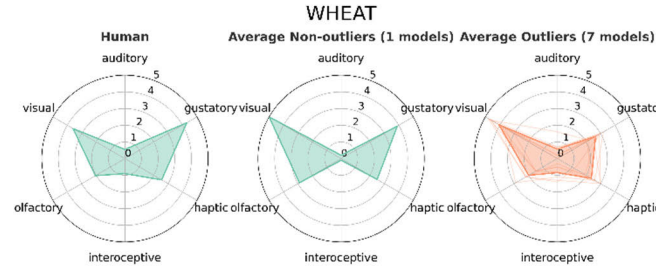 WHEAT
Human
auditory
5
4
3
2
1
0
gustatory
visual
olfactory
haptic
interoceptive
Average Non-outliers (1 models)
auditory
5
4
3
2
1
0
gustatory
visual
olfactory
haptic
interoceptive
Average Outliers (7 models)
auditory
5
4
3
2
1
0
gustatory
visual
olfactory
haptic
interoceptive